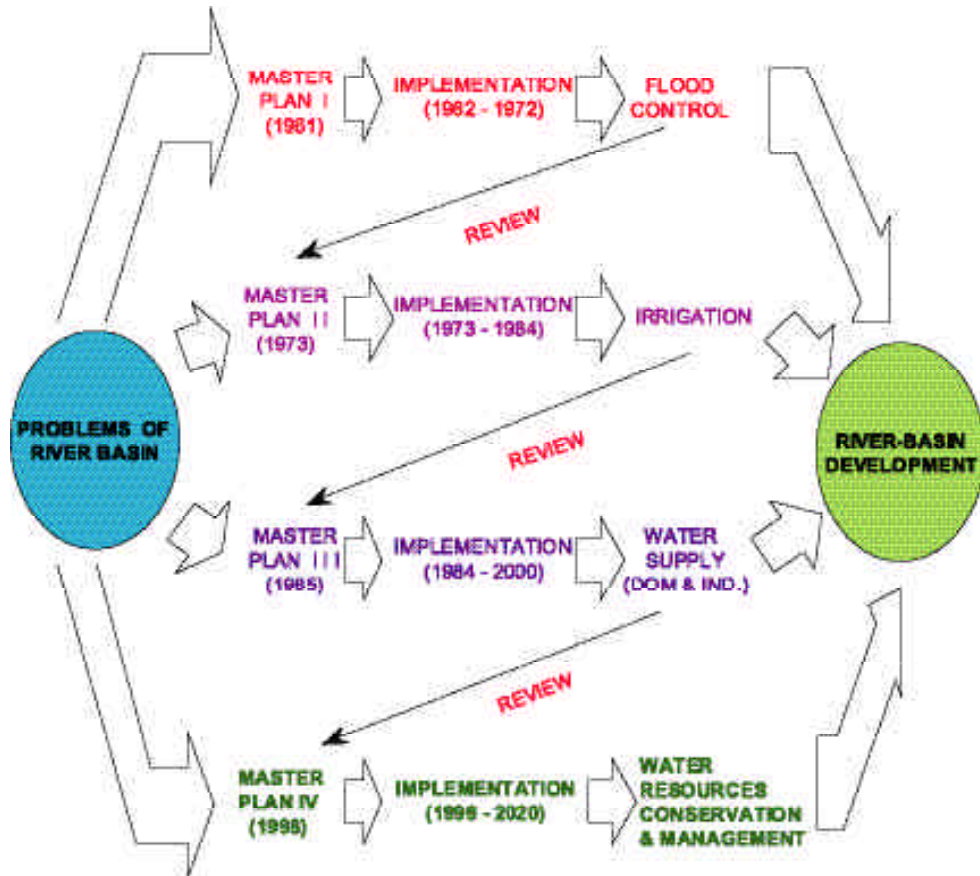 MASTER
PLAN I
(1961)
IMPLEMENTATION
(1962 - 1972)
FLOOD
CONTROL
REVIEW
MASTER
PLAN II
(1973)
IMPLEMENTATION
(1973 - 1984)
IRRIGATION
PROBLEMS OF
RIVER BASIN
REVIEW
RIVER-BASIN
DEVELOPMENT
MASTER
PLAN III
(1985)
IMPLEMENTATION
(1984 - 2000)
WATER
SUPPLY
(DOM & IND.)
REVIEW
MASTER
PLAN IV
(1998)
IMPLEMENTATION
(1998 - 2020)
WATER
RESOURCES
CONSERVATION
& MANAGEMENT